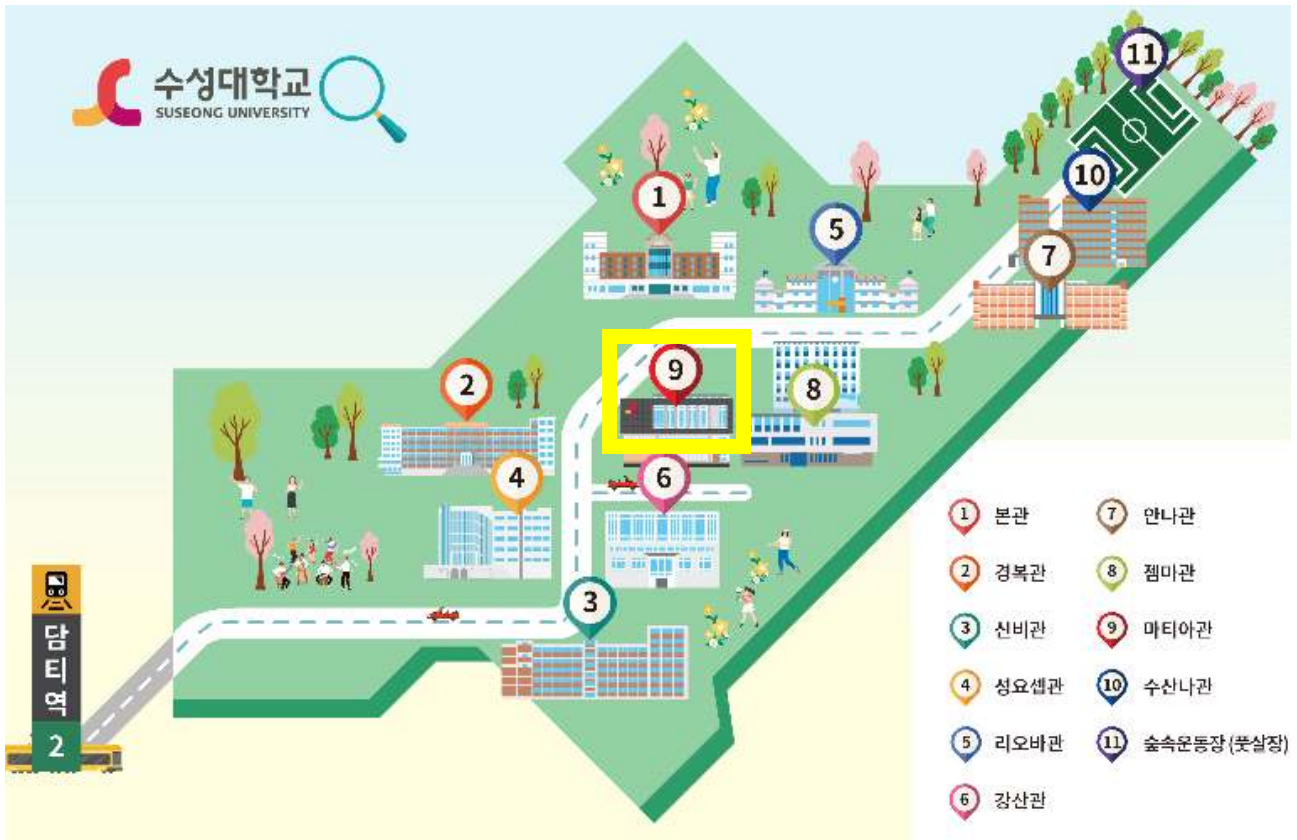 수성대학교
SUSEONG UNIVERSITY
11
10
1
5
7
9
2
8
4
6
3
담티역
2
1 본관
2 경복관
3 신비관
4 성요셉관
5 리오바관
6 강산관
7 안나관
8 젬마관
9 마티아관
10 수산나관
11 숲속운동장 (풋살장)